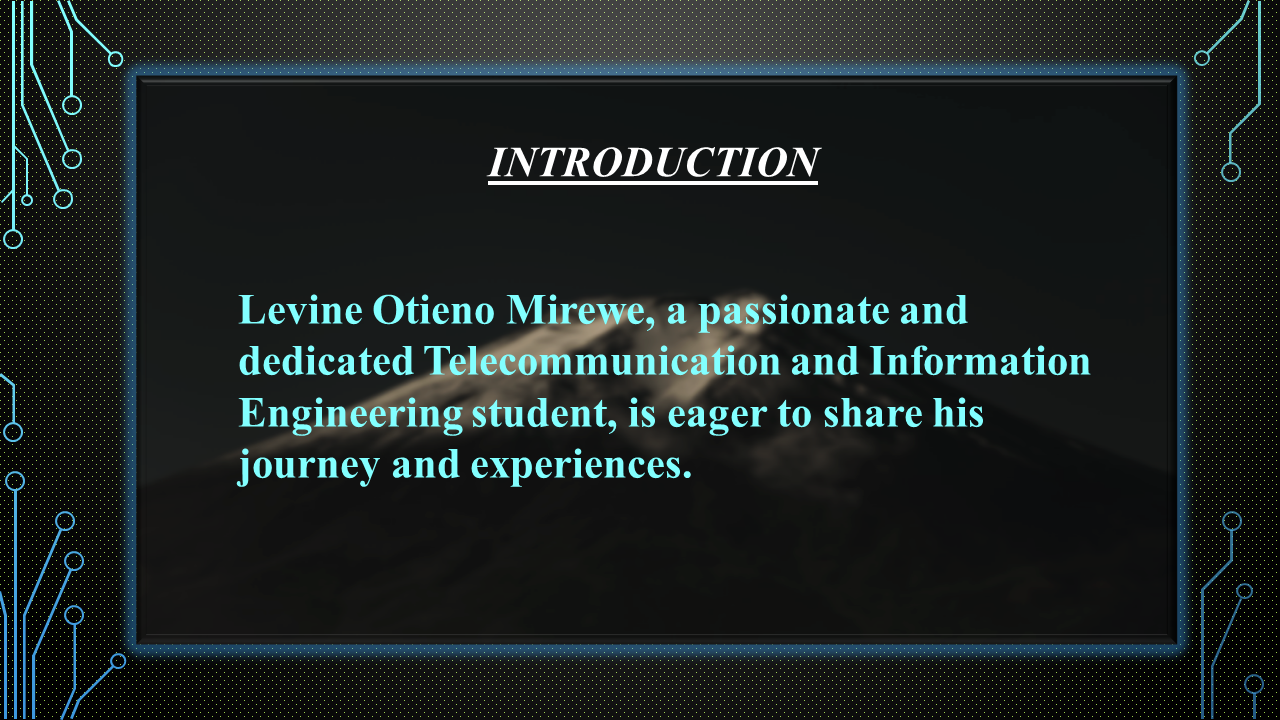 INTRODUCTION
Levine Otieno Mirewe, a passionate and
dedicated Telecommunication and Information
Engineering student, is eager to share his
journey and experiences.